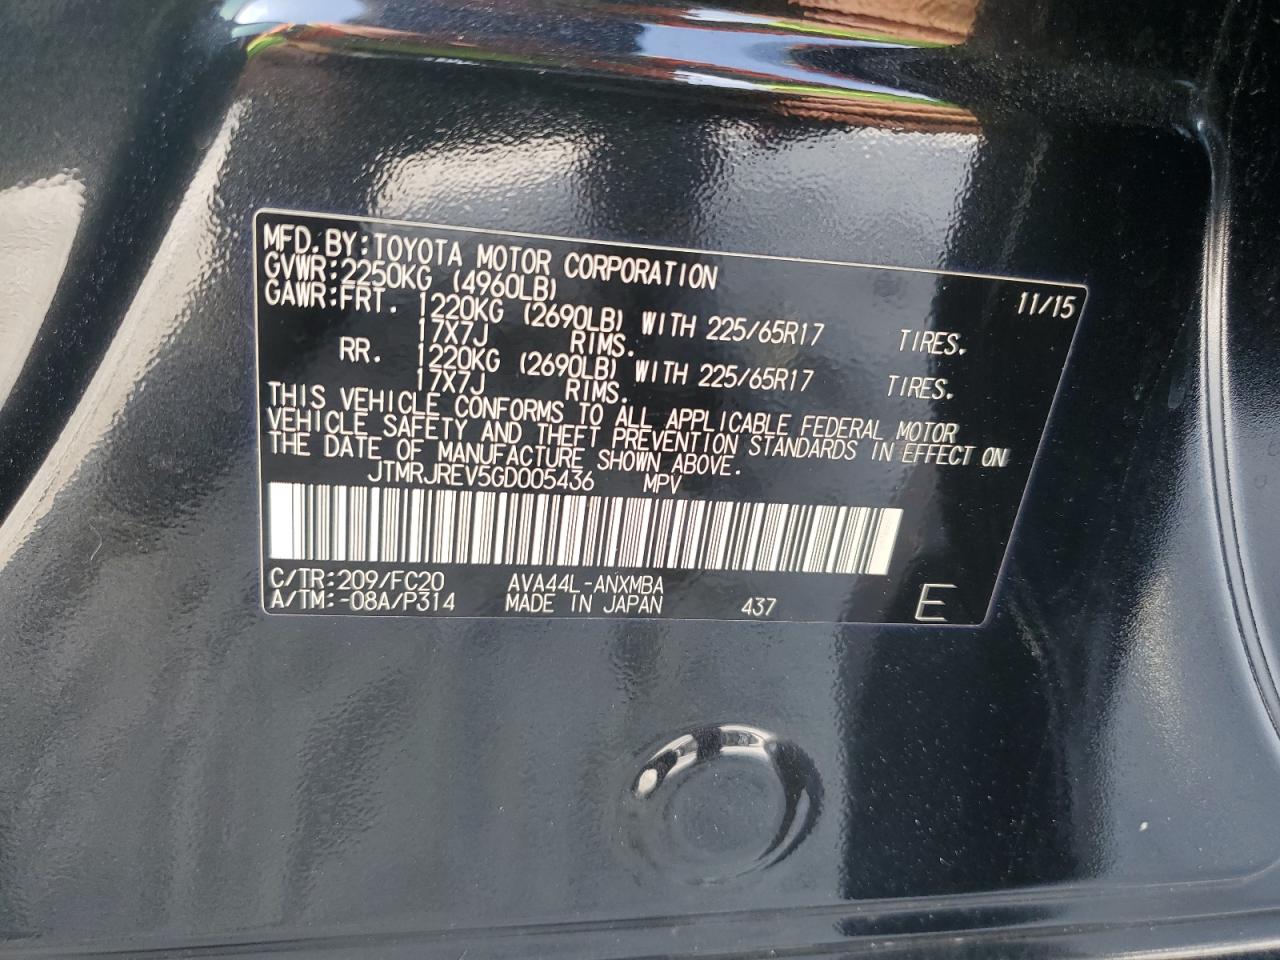 MFD.BY:TOYOTA MOTOR CORPORATION 11/15
GVWR:2250KG (4960LB)
GAWR:FRT. 1220KG (2690LB) WITH 225/65R17 TIRES.
17X7J RIMS.
RR. 1220KG (2690LB) WITH 225/65R17 TIRES.
17X7J RIMS.
THIS VEHICLE CONFORMS TO ALL APPLICABLE FEDERAL MOTOR
VEHICLE SAFETY AND THEFT PREVENTION STANDARDS IN EFFECT ON
THE DATE OF MANUFACTURE SHOWN ABOVE.
JTMRJREV5GD005436 MPV
C/TR:209/FC20 AVA44L-ANXMBA
A/TM:-08A/P314 MADE IN JAPAN 437 E